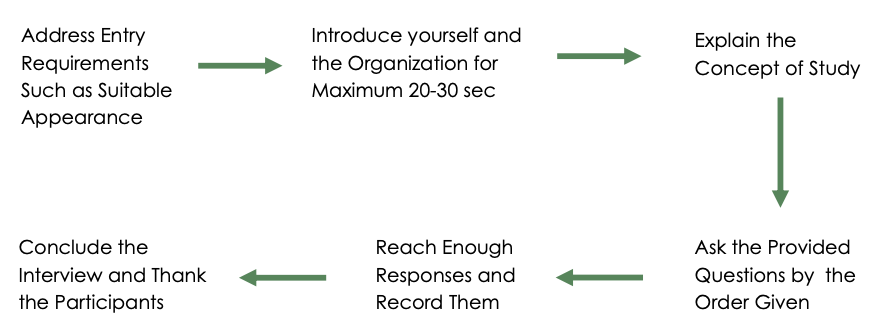 Address Entry
Requirements
Such as Suitable
Appearance
Introduce yourself and
the Organization for
Maximum 20-30 sec
Explain the
Concept of Study
Ask the Provided
Questions by  the
Order Given
Reach Enough
Responses and
Record Them
Conclude the
Interview and Thank
the Participants